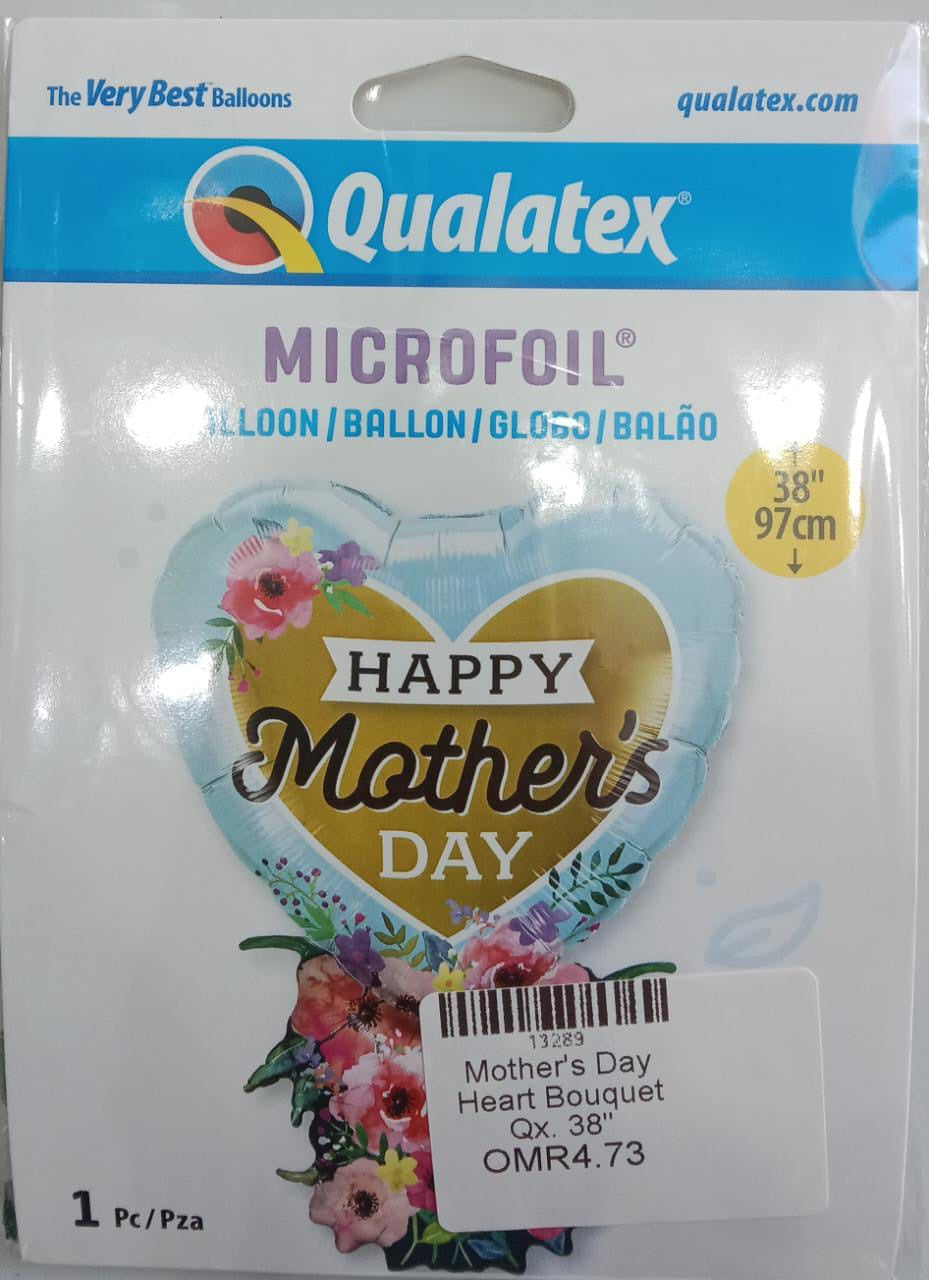 The Very Best™ Balloons
qualatex.com
Qualatex®
MICROFOIL®
/ BALLON / GLOBO / BALÃO
38"
97cm
HAPPY
Mother's
DAY
13289
Mother's Day
Heart Bouquet
Qx. 38"
OMR4.73
1 Pc / Pza